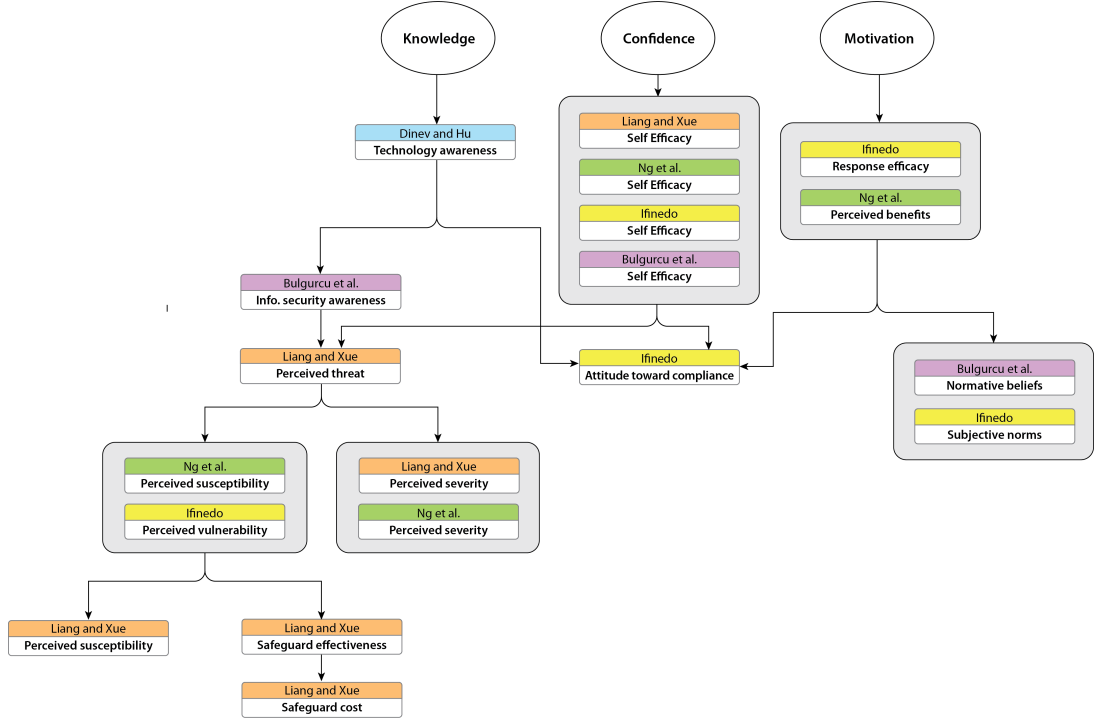 Knowledge
Confidence
Motivation
Dinev and Hu
Technology awareness
Liang and Xue
Self Efficacy
Ng et al.
Self Efficacy
Ifinedo
Self Efficacy
Bulgurcu et al.
Self Efficacy
Ifinedo
Response efficacy
Ng et al.
Perceived benefits
Bulgurcu et al.
Info. security awareness
Liang and Xue
Perceived threat
Ifinedo
Attitude toward compliance
Bulgurcu et al.
Normative beliefs
Ifinedo
Subjective norms
Ng et al.
Perceived susceptibility
Ifinedo
Perceived vulnerability
Liang and Xue
Perceived severity
Ng et al.
Perceived severity
Liang and Xue
Perceived susceptibility
Liang and Xue
Safeguard effectiveness
Liang and Xue
Safeguard cost